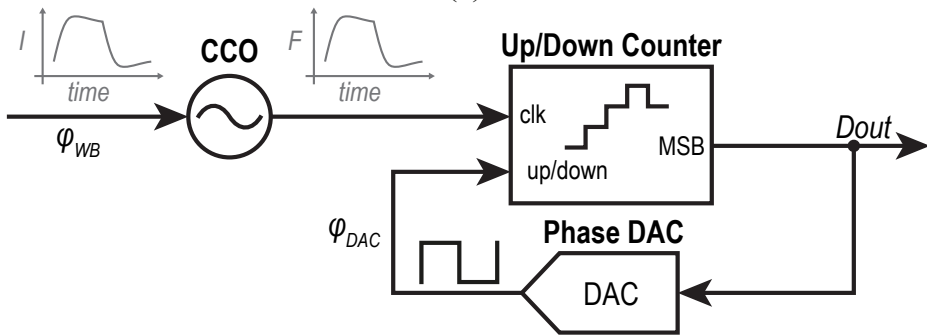 I
time
φWB
CCO
F
time
Up/Down Counter
clk
up/down
MSB
Dout
φDAC
Phase DAC
DAC